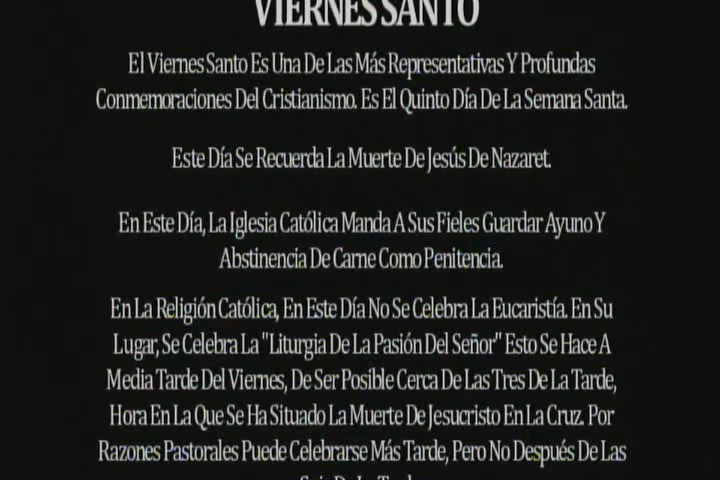 VIERNES SANTO
El Viernes Santo Es Una De Las Más Representativas Y Profundas
Conmemoraciones Del Cristianismo. Es El Quinto Día De La Semana Santa.
Este Día Se Recuerda La Muerte De Jesús De Nazaret.
En Este Día, La Iglesia Católica Manda A Sus Fieles Guardar Ayuno Y
Abstinencia De Carne Como Penitencia.
En La Religión Católica, En Este Día No Se Celebra La Eucaristía. En Su
Lugar, Se Celebra La "Liturgia De La Pasión Del Señor" Esto Se Hace A
Media Tarde Del Viernes, De Ser Posible Cerca De Las Tres De La Tarde,
Hora En La Que Se Ha Situado La Muerte De Jesucristo En La Cruz. Por
Razones Pastorales Puede Celebrarse Más Tarde, Pero No Después De Las